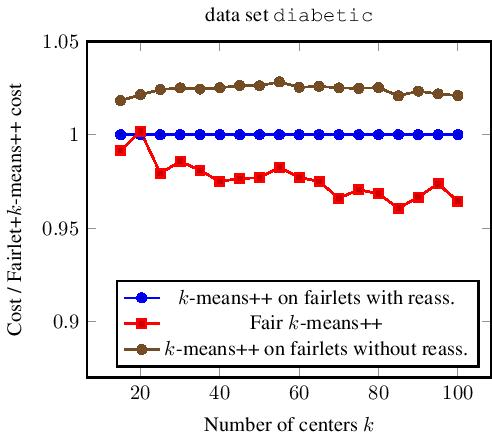 data set diabetic
Cost / Fairlet+k-means++ cost
1.05
1
0.95
0.9
k-means++ on fairlets with reass.
Fair k-means++
k-means++ on fairlets without reass.
20 40 60 80 100
Number of centers k